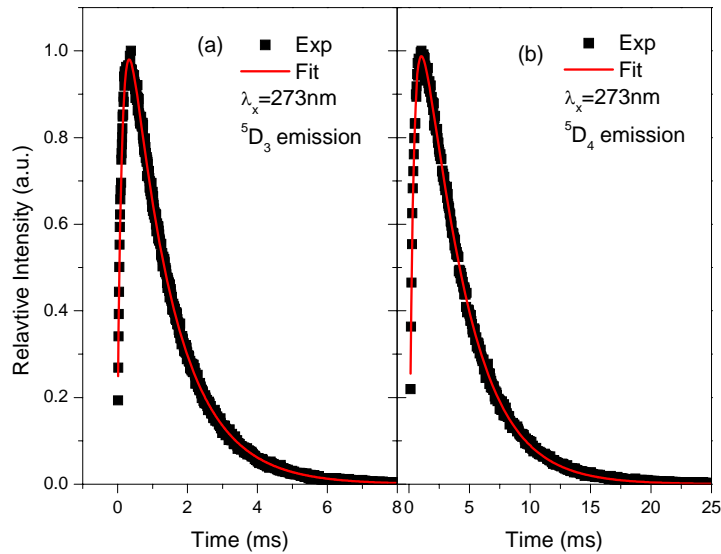 (a)
Exp
Fit
λx=273nm
⁵D₃ emission
(b)
Exp
Fit
λx=273nm
⁵D₄ emission
Relavtive Intensity (a.u.)
1.0
0.8
0.6
0.4
0.2
0.0
0 2 4 6 8
0 5 10 15 20 25
Time (ms)
Time (ms)